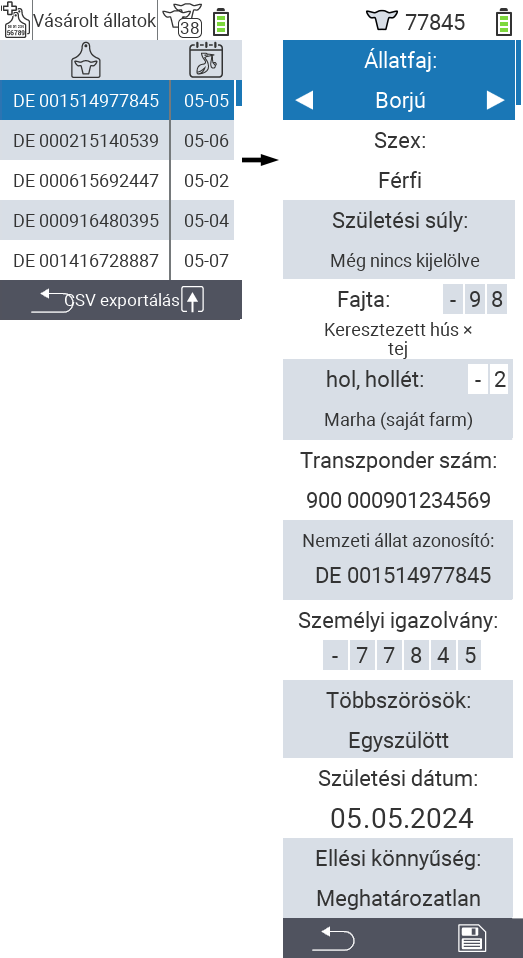 56789
Vásárolt állatok
38
DE 001514977845 05-05
DE 000215140539 05-06
DE 000615692447 05-02
DE 000916480395 05-04
DE 001416728887 05-07
CSV exportálás
77845
Állatfaj:
Borjú
Szex:
Férfi
Születési súly:
Még nincs kijelölve
Fajta: - 9 8
Keresztezett hús ×
tej
hol, hollét: - 2
Marha (saját farm)
Transzponder szám:
900 000901234569
Nemzeti állat azonosító:
DE 001514977845
Személyi igazolvány:
- 7 7 8 4 5
Többszörösök:
Egyszülött
Születési dátum:
05.05.2024
Ellési könnyűség:
Meghatározatlan